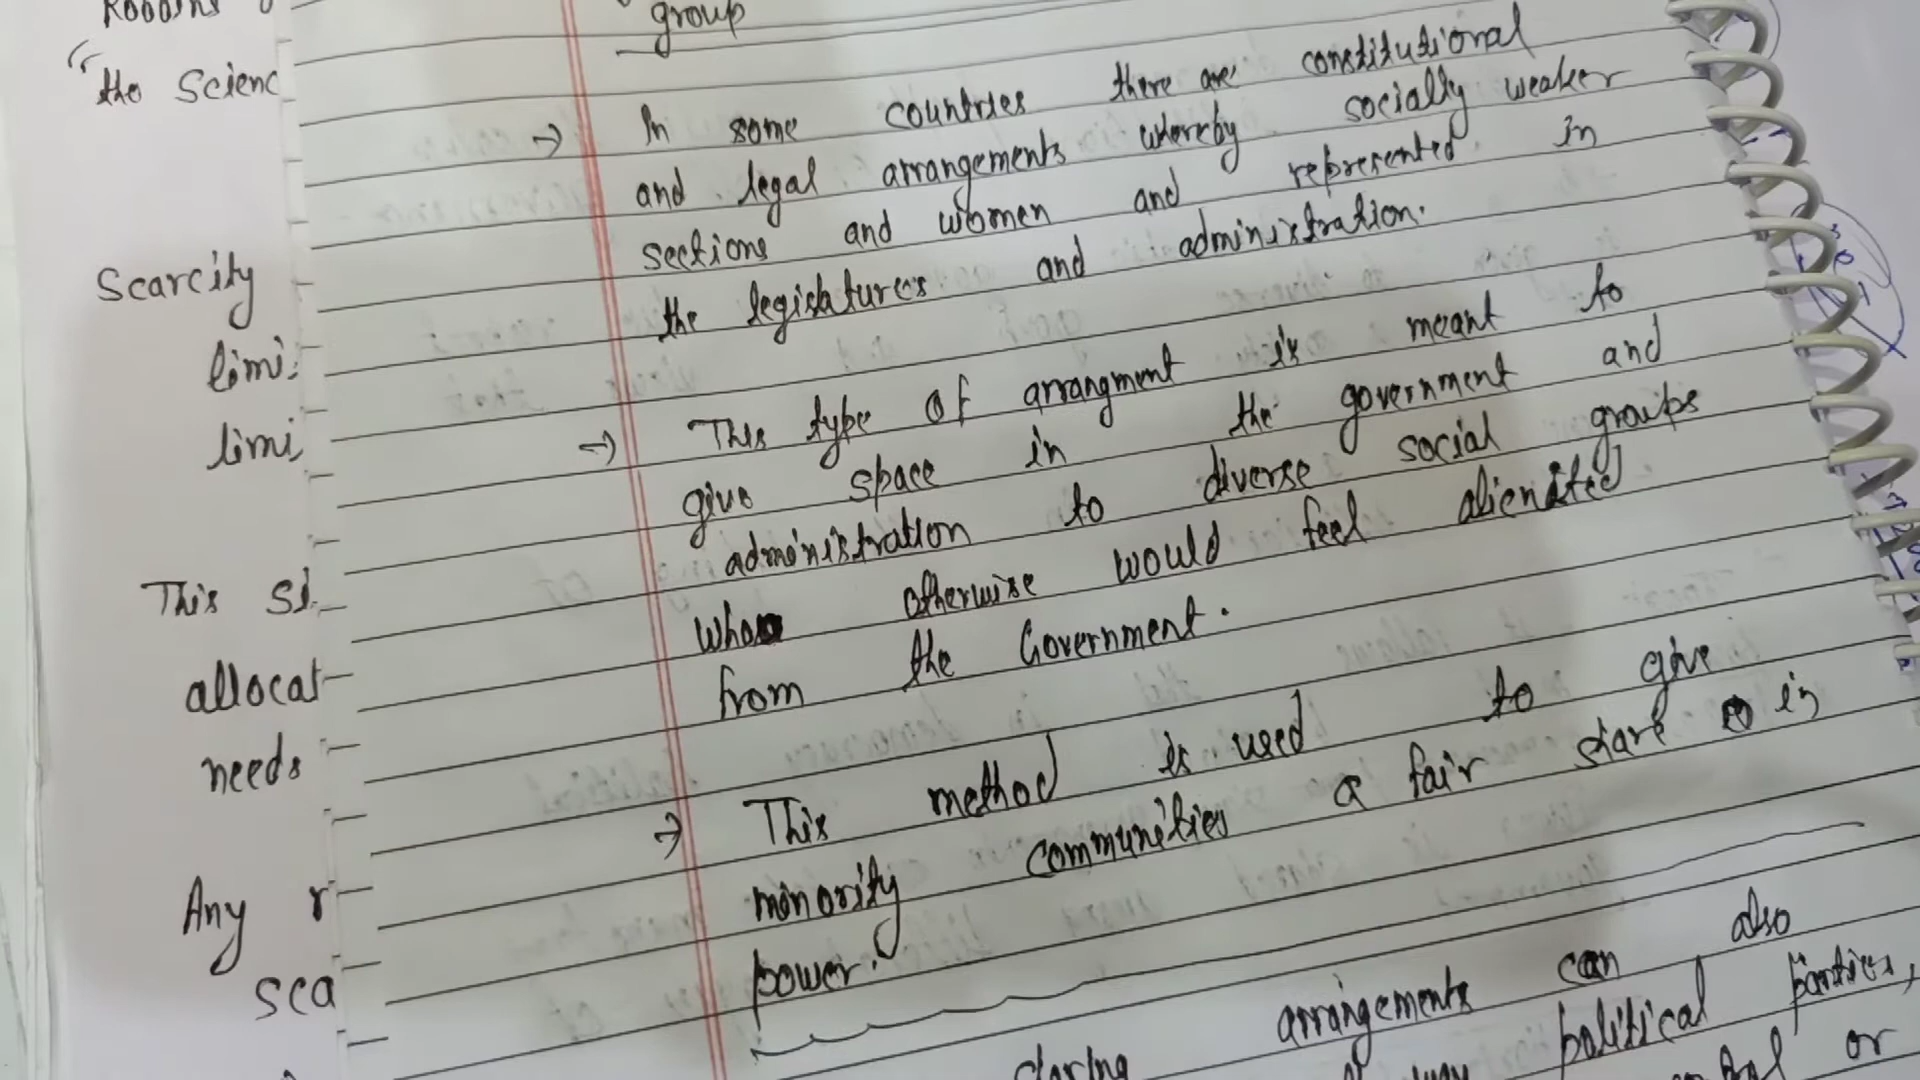 group
→ In some countries there are constitutional
and legal arrangements whereby socially weaker
sections and women and represented in
the legislatures and administration.
→ This type of arrangment is meant to
give space in the government and
administration to diverse social groups
who otherwise would feel alienated
from the Government.
→ This method is used to give
minority communities a fair share in
power.
arrangements can also
political parties,
or
the Scienc
Scarcity
limi
limi
This si
allocat
needs
Any r
sca